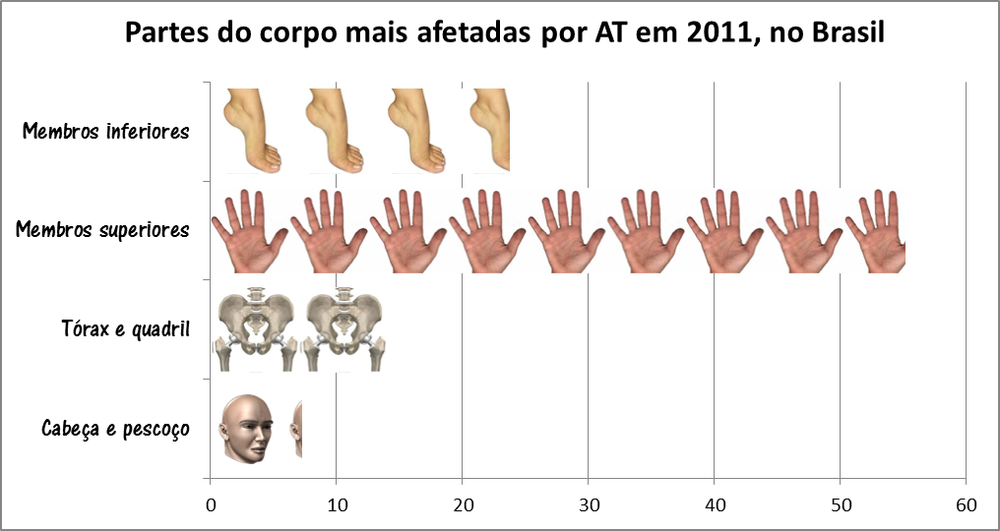 Partes do corpo mais afetadas por AT em 2011, no Brasil
Membros inferiores
Membros superiores
Tórax e quadril
Cabeça e pescoço
0 10 20 30 40 50 60